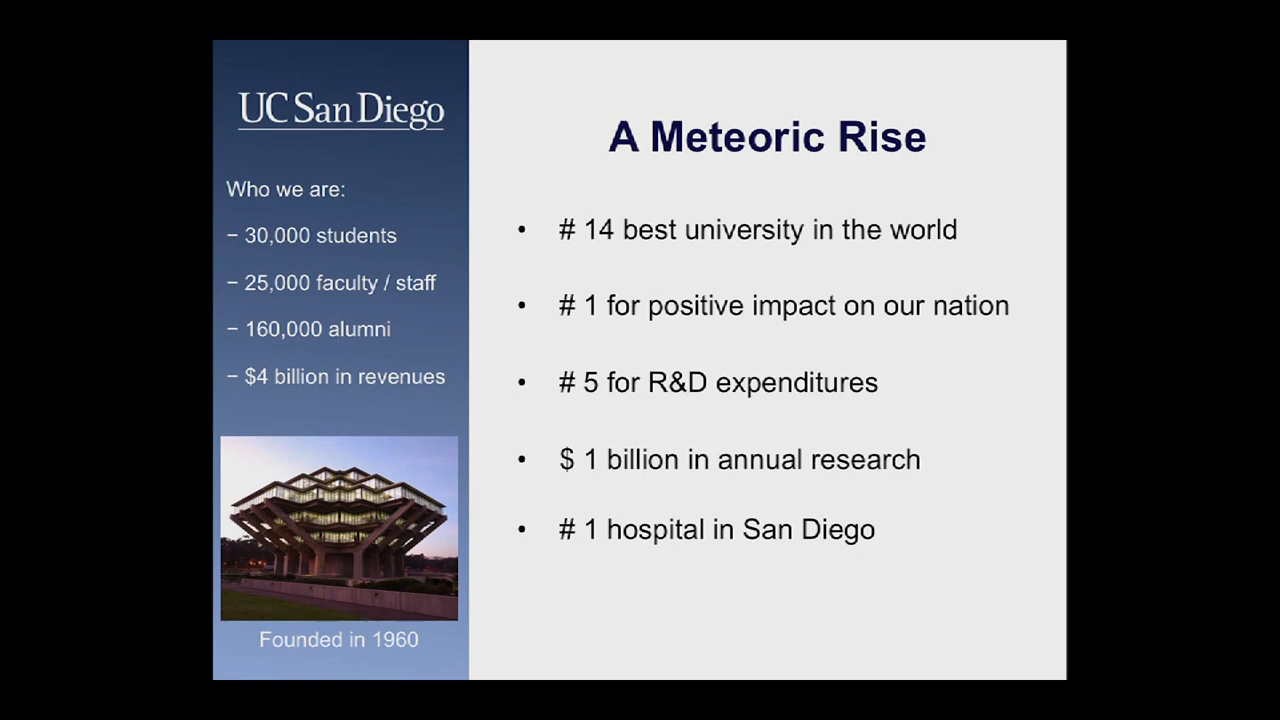 UC San Diego
Who we are:
− 30,000 students
− 25,000 faculty / staff
− 160,000 alumni
− $4 billion in revenues
Founded in 1960
A Meteoric Rise
• # 14 best university in the world
• # 1 for positive impact on our nation
• # 5 for R&D expenditures
• $ 1 billion in annual research
• # 1 hospital in San Diego